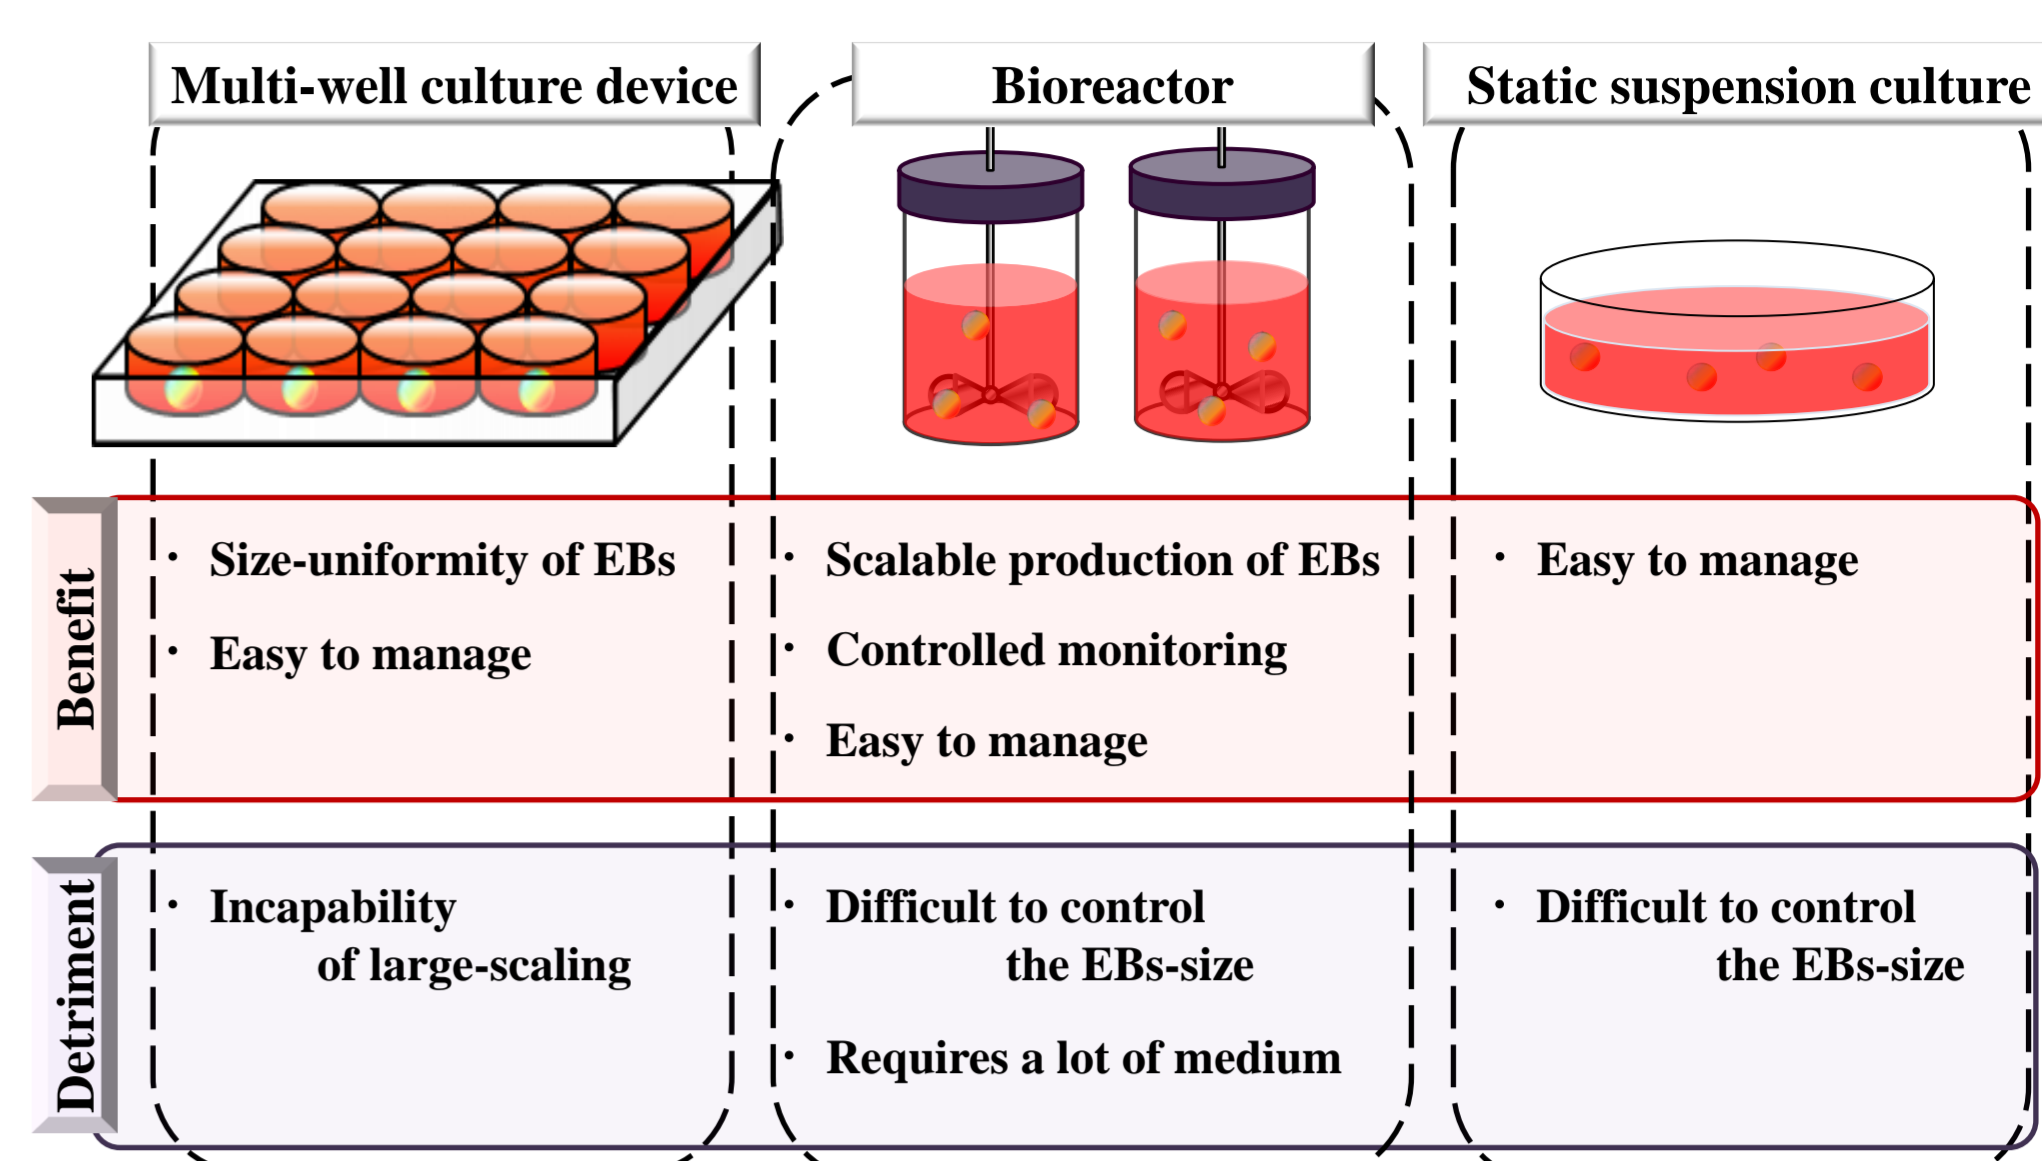 Multi-well culture device
Bioreactor
Static suspension culture
Benefit
・ Size-uniformity of EBs
・ Easy to manage
・ Scalable production of EBs
・ Controlled monitoring
・ Easy to manage
・ Easy to manage
Detriment
・ Incapability
of large-scaling
・ Difficult to control
the EBs-size
・ Requires a lot of medium
・ Difficult to control
the EBs-size